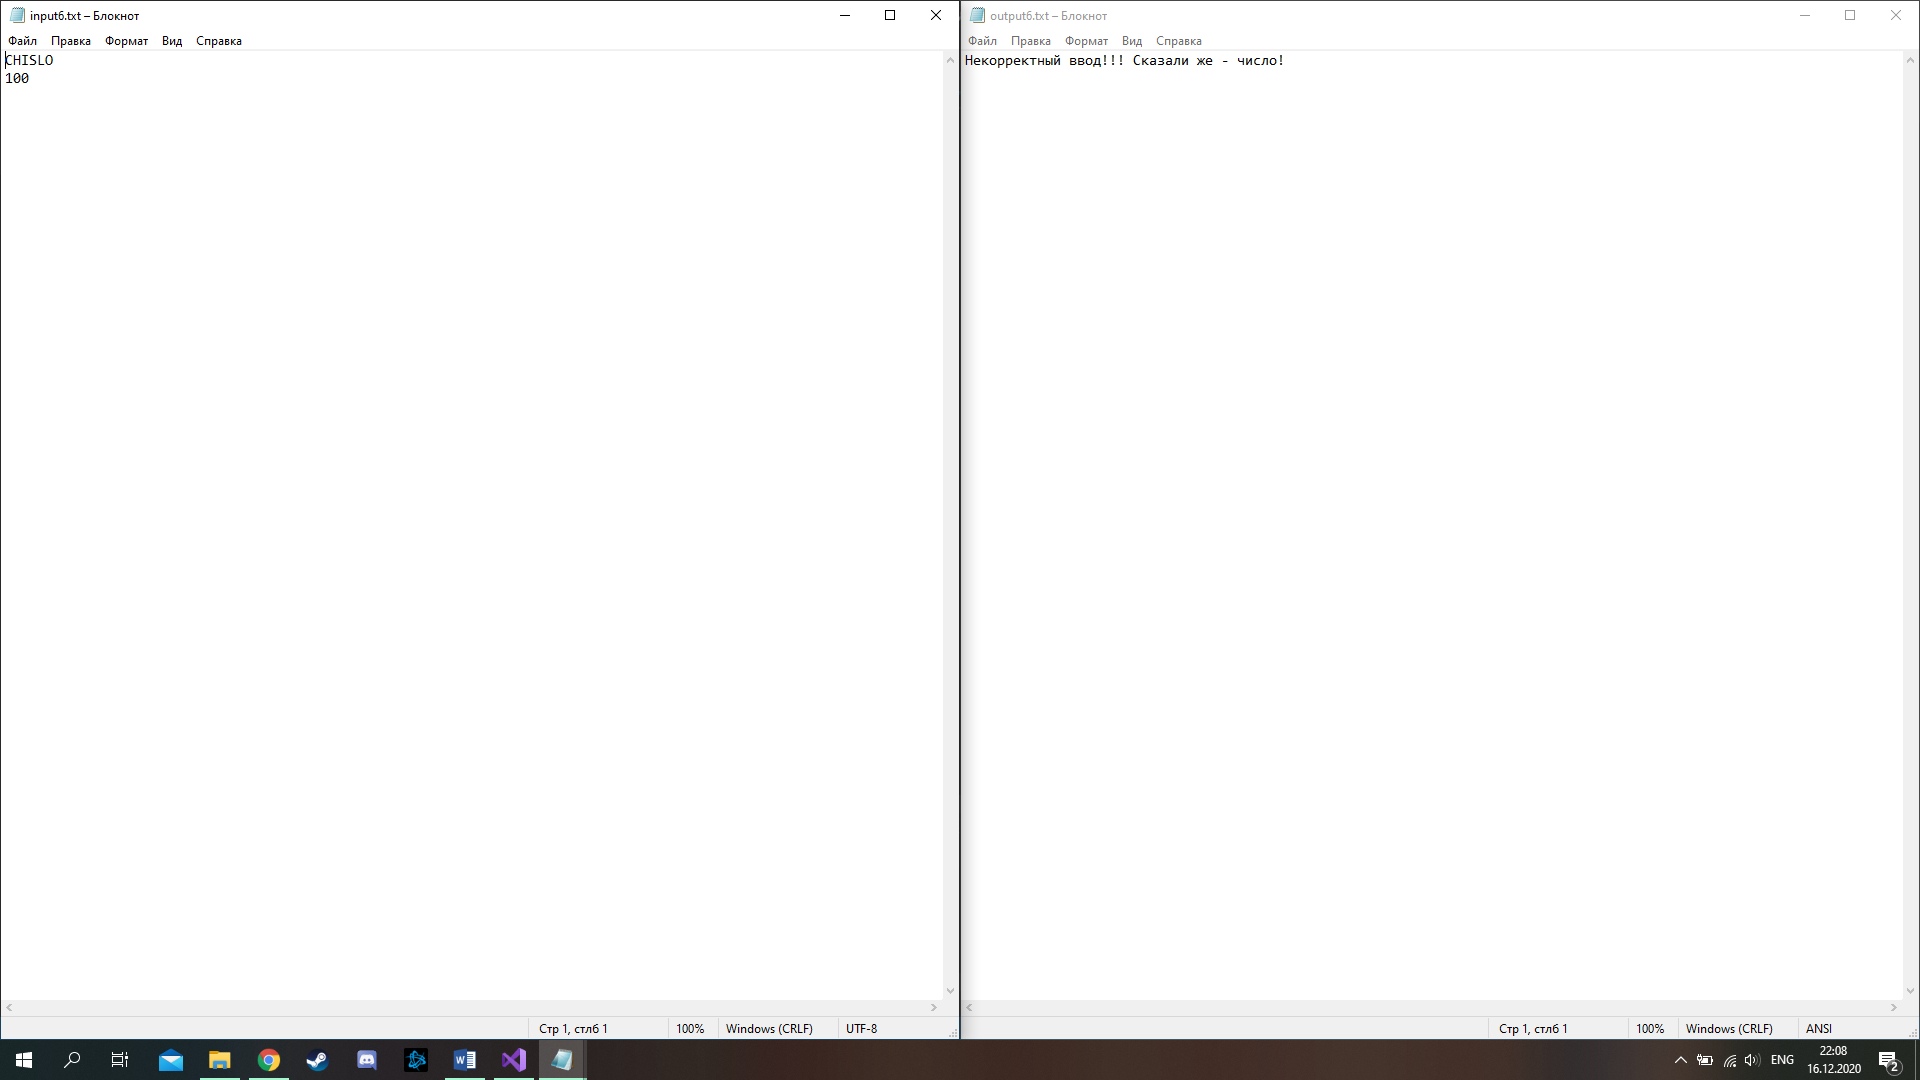 input6.txt – Блокнот
Файл Правка Формат Вид Справка
CHISLO
100
Стр 1, стлб 1 100% Windows (CRLF) UTF-8
output6.txt – Блокнот
Файл Правка Формат Вид Справка
Некорректный ввод!!! Сказали же - число!
Стр 1, стлб 1 100% Windows (CRLF) ANSI
ENG
22:08
16.12.2020
2